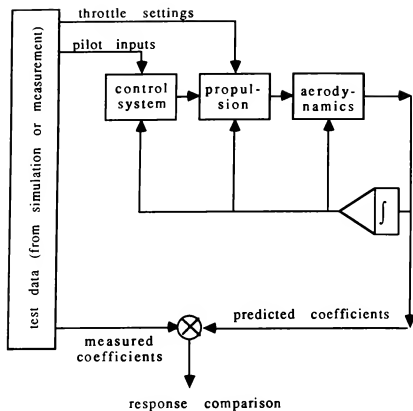 throttle settings
pilot inputs
control
system
propul-
sion
aerody-
namics
∫
test data (from simulation or measurement)
predicted coefficients
measured
coefficients
response comparison